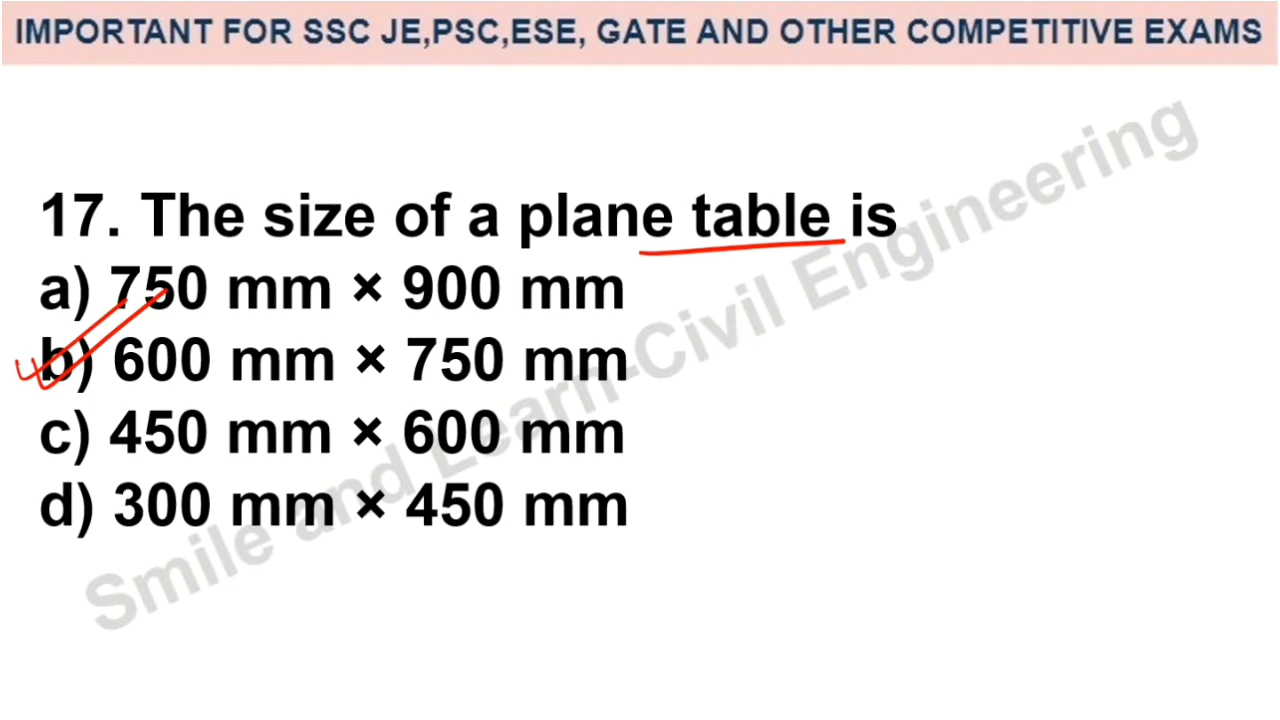 IMPORTANT FOR SSC JE,PSC,ESE, GATE AND OTHER COMPETITIVE EXAMS
17. The size of a plane table is
a) 750 mm × 900 mm
b) 600 mm × 750 mm
c) 450 mm × 600 mm
d) 300 mm × 450 mm
Smile and Learn-Civil Engineering